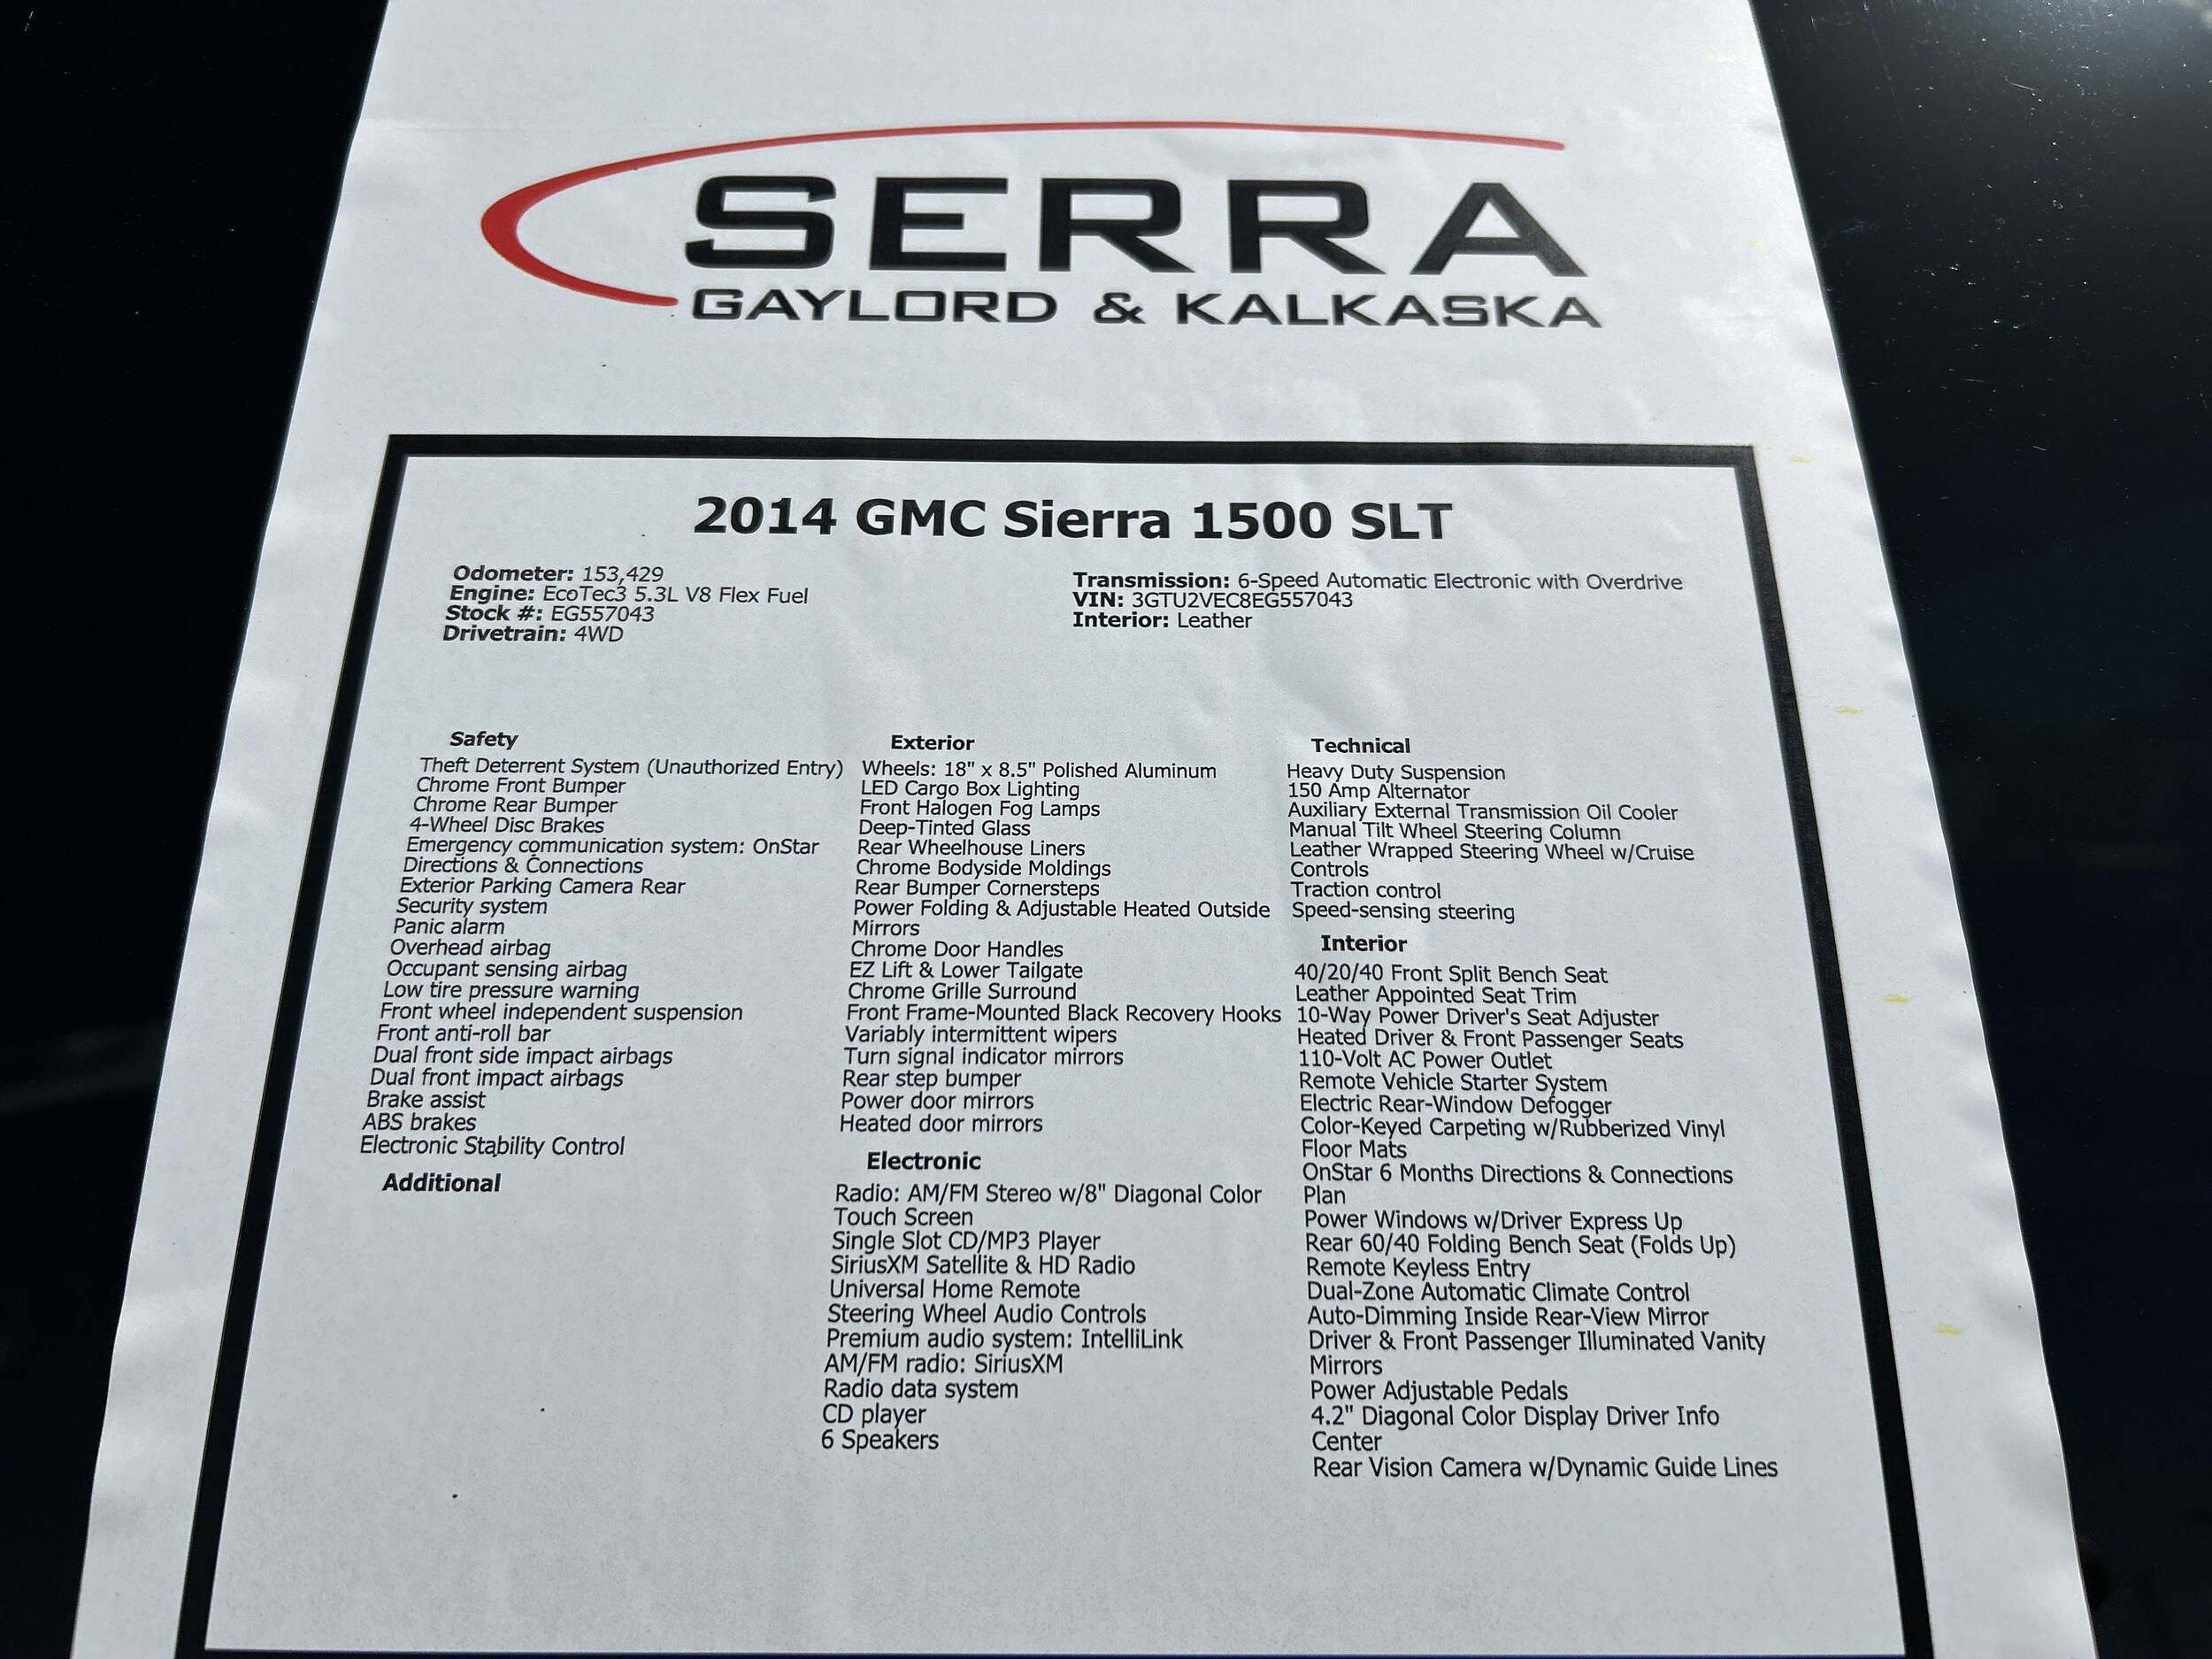 SERRA
GAYLORD & KALKASKA
2014 GMC Sierra 1500 SLT
Odometer: 153,429
Engine: EcoTec3 5.3L V8 Flex Fuel
Stock #: EG557043
Drivetrain: 4WD
Transmission: 6-Speed Automatic Electronic with Overdrive
VIN: 3GTU2VEC8EG557043
Interior: Leather
Safety
Theft Deterrent System (Unauthorized Entry)
Chrome Front Bumper
Chrome Rear Bumper
4-Wheel Disc Brakes
Emergency communication system: OnStar
Directions & Connections
Exterior Parking Camera Rear
Security system
Panic alarm
Overhead airbag
Occupant sensing airbag
Low tire pressure warning
Front wheel independent suspension
Front anti-roll bar
Dual front side impact airbags
Dual front impact airbags
Brake assist
ABS brakes
Electronic Stability Control
Additional
Exterior
Wheels: 18" x 8.5" Polished Aluminum
LED Cargo Box Lighting
Front Halogen Fog Lamps
Deep-Tinted Glass
Rear Wheelhouse Liners
Chrome Bodyside Moldings
Rear Bumper Cornersteps
Power Folding & Adjustable Heated Outside
Mirrors
Chrome Door Handles
EZ Lift & Lower Tailgate
Chrome Grille Surround
Front Frame-Mounted Black Recovery Hooks
Variably intermittent wipers
Turn signal indicator mirrors
Rear step bumper
Power door mirrors
Heated door mirrors
Electronic
Radio: AM/FM Stereo w/8" Diagonal Color
Touch Screen
Single Slot CD/MP3 Player
SiriusXM Satellite & HD Radio
Universal Home Remote
Steering Wheel Audio Controls
Premium audio system: IntelliLink
AM/FM radio: SiriusXM
Radio data system
CD player
6 Speakers
Technical
Heavy Duty Suspension
150 Amp Alternator
Auxiliary External Transmission Oil Cooler
Manual Tilt Wheel Steering Column
Leather Wrapped Steering Wheel w/Cruise
Controls
Traction control
Speed-sensing steering
Interior
40/20/40 Front Split Bench Seat
Leather Appointed Seat Trim
10-Way Power Driver's Seat Adjuster
Heated Driver & Front Passenger Seats
110-Volt AC Power Outlet
Remote Vehicle Starter System
Electric Rear-Window Defogger
Color-Keyed Carpeting w/Rubberized Vinyl
Floor Mats
OnStar 6 Months Directions & Connections
Plan
Power Windows w/Driver Express Up
Rear 60/40 Folding Bench Seat (Folds Up)
Remote Keyless Entry
Dual-Zone Automatic Climate Control
Auto-Dimming Inside Rear-View Mirror
Driver & Front Passenger Illuminated Vanity
Mirrors
Power Adjustable Pedals
4.2" Diagonal Color Display Driver Info
Center
Rear Vision Camera w/Dynamic Guide Lines